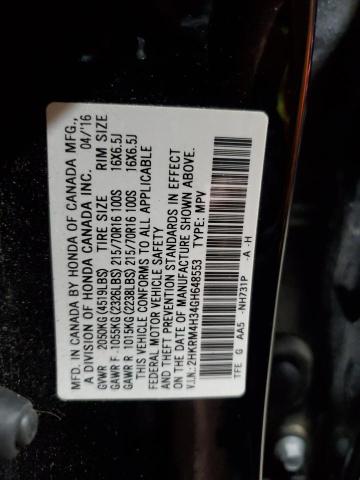 MFD. IN CANADA BY HONDA OF CANADA MFG.,
A DIVISION OF HONDA CANADA INC. 04/'16
GVWR 2050KG (4519LBS) TIRE SIZE RIM SIZE
GAWR F 1055KG (2326LBS) 215/70R16 100S 16X6.5J
GAWR R 1015KG (2238LBS) 215/70R16 100S 16X6.5J
THIS VEHICLE CONFORMS TO ALL APPLICABLE
FEDERAL MOTOR VEHICLE SAFETY
AND THEFT PREVENTION STANDARDS IN EFFECT
ON THE DATE OF MANUFACTURE SHOWN ABOVE.
V.I.N.:2HKRM4H34GH648553 TYPE: MPV
TFE G AA5 -NH731P -A -H